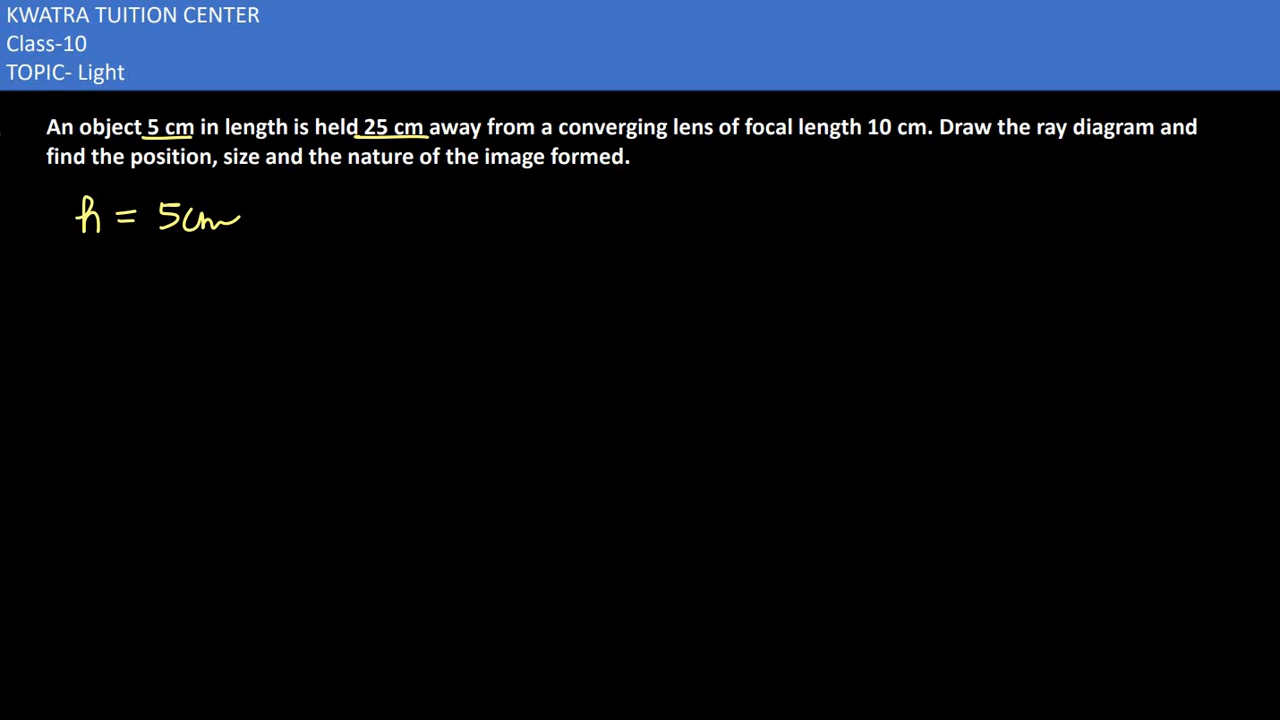 KWATRA TUITION CENTER
Class-10
TOPIC- Light
An object 5 cm in length is held 25 cm away from a converging lens of focal length 10 cm. Draw the ray diagram and
find the position, size and the nature of the image formed.
h = 5cm